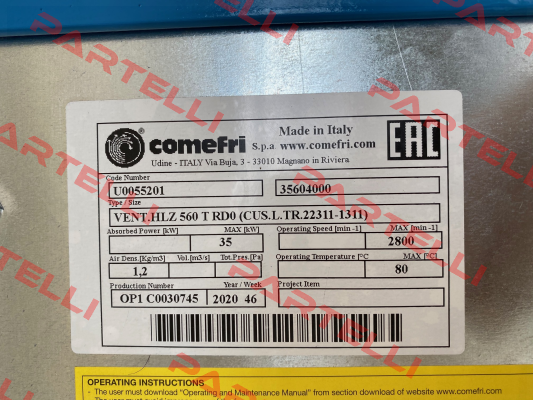 comefri S.p.a.
Made in Italy
www.comefri.com
EAC
Udine - ITALY Via Buja, 3 - 33010 Magnano in Riviera
Code Number
U0055201 35604000
Type / Size
VENT.HLZ 560 T RD0 (CUS.L.TR.22311-1311)
Absorbed Power [kW] MAX [kW] Operating Speed [min -1] MAX [min -1]
35 2800
Air Dens.[Kg/m3] Vol.[m3/s] Tot.Pres.[Pa] Operating Temperature [°C MAX [°C]
1,2 80
Production Number Year / Week Project Item
OP1 C0030745 2020 46
OPERATING INSTRUCTIONS
• The user must download "Operating and Maintenance Manual" from section download of website www.comefri.com
PARTELLI
PARTELLI
PARTELLI
PARTELLI
PARTELLI
PARTELLI